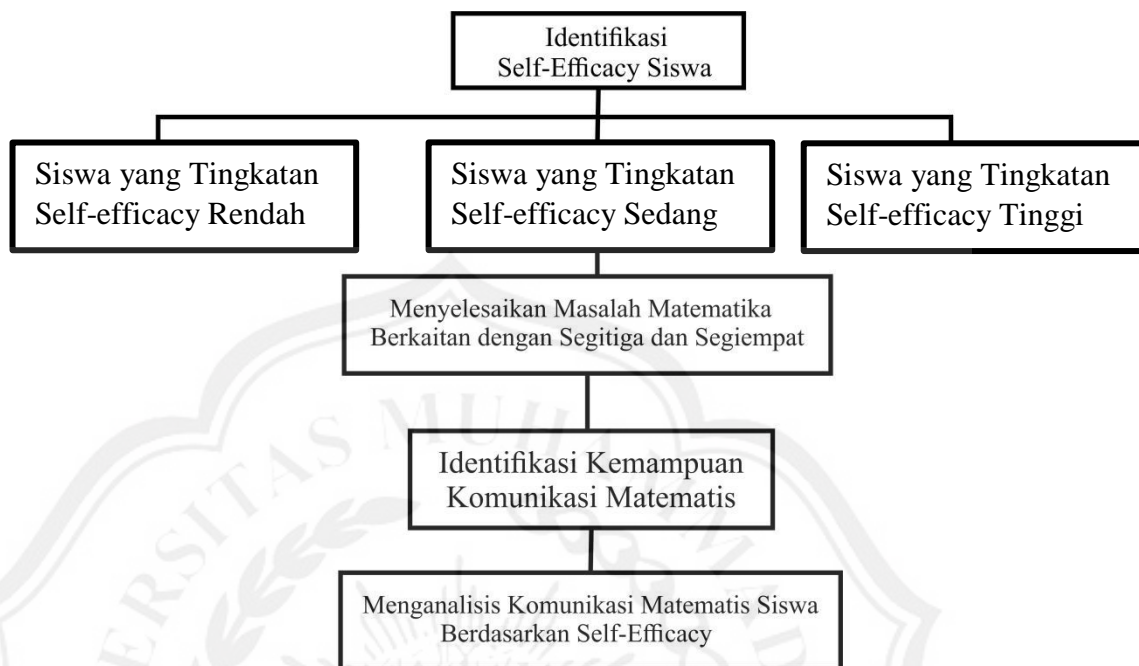 Identifikasi
Self-Efficacy Siswa
Siswa yang Tingkatan
Self-efficacy Rendah
Siswa yang Tingkatan
Self-efficacy Sedang
Siswa yang Tingkatan
Self-efficacy Tinggi
Menyelesaikan Masalah Matematika
Berkaitan dengan Segitiga dan Segiempat
Identifikasi Kemampuan
Komunikasi Matematis
Menganalisis Komunikasi Matematis Siswa
Berdasarkan Self-Efficacy